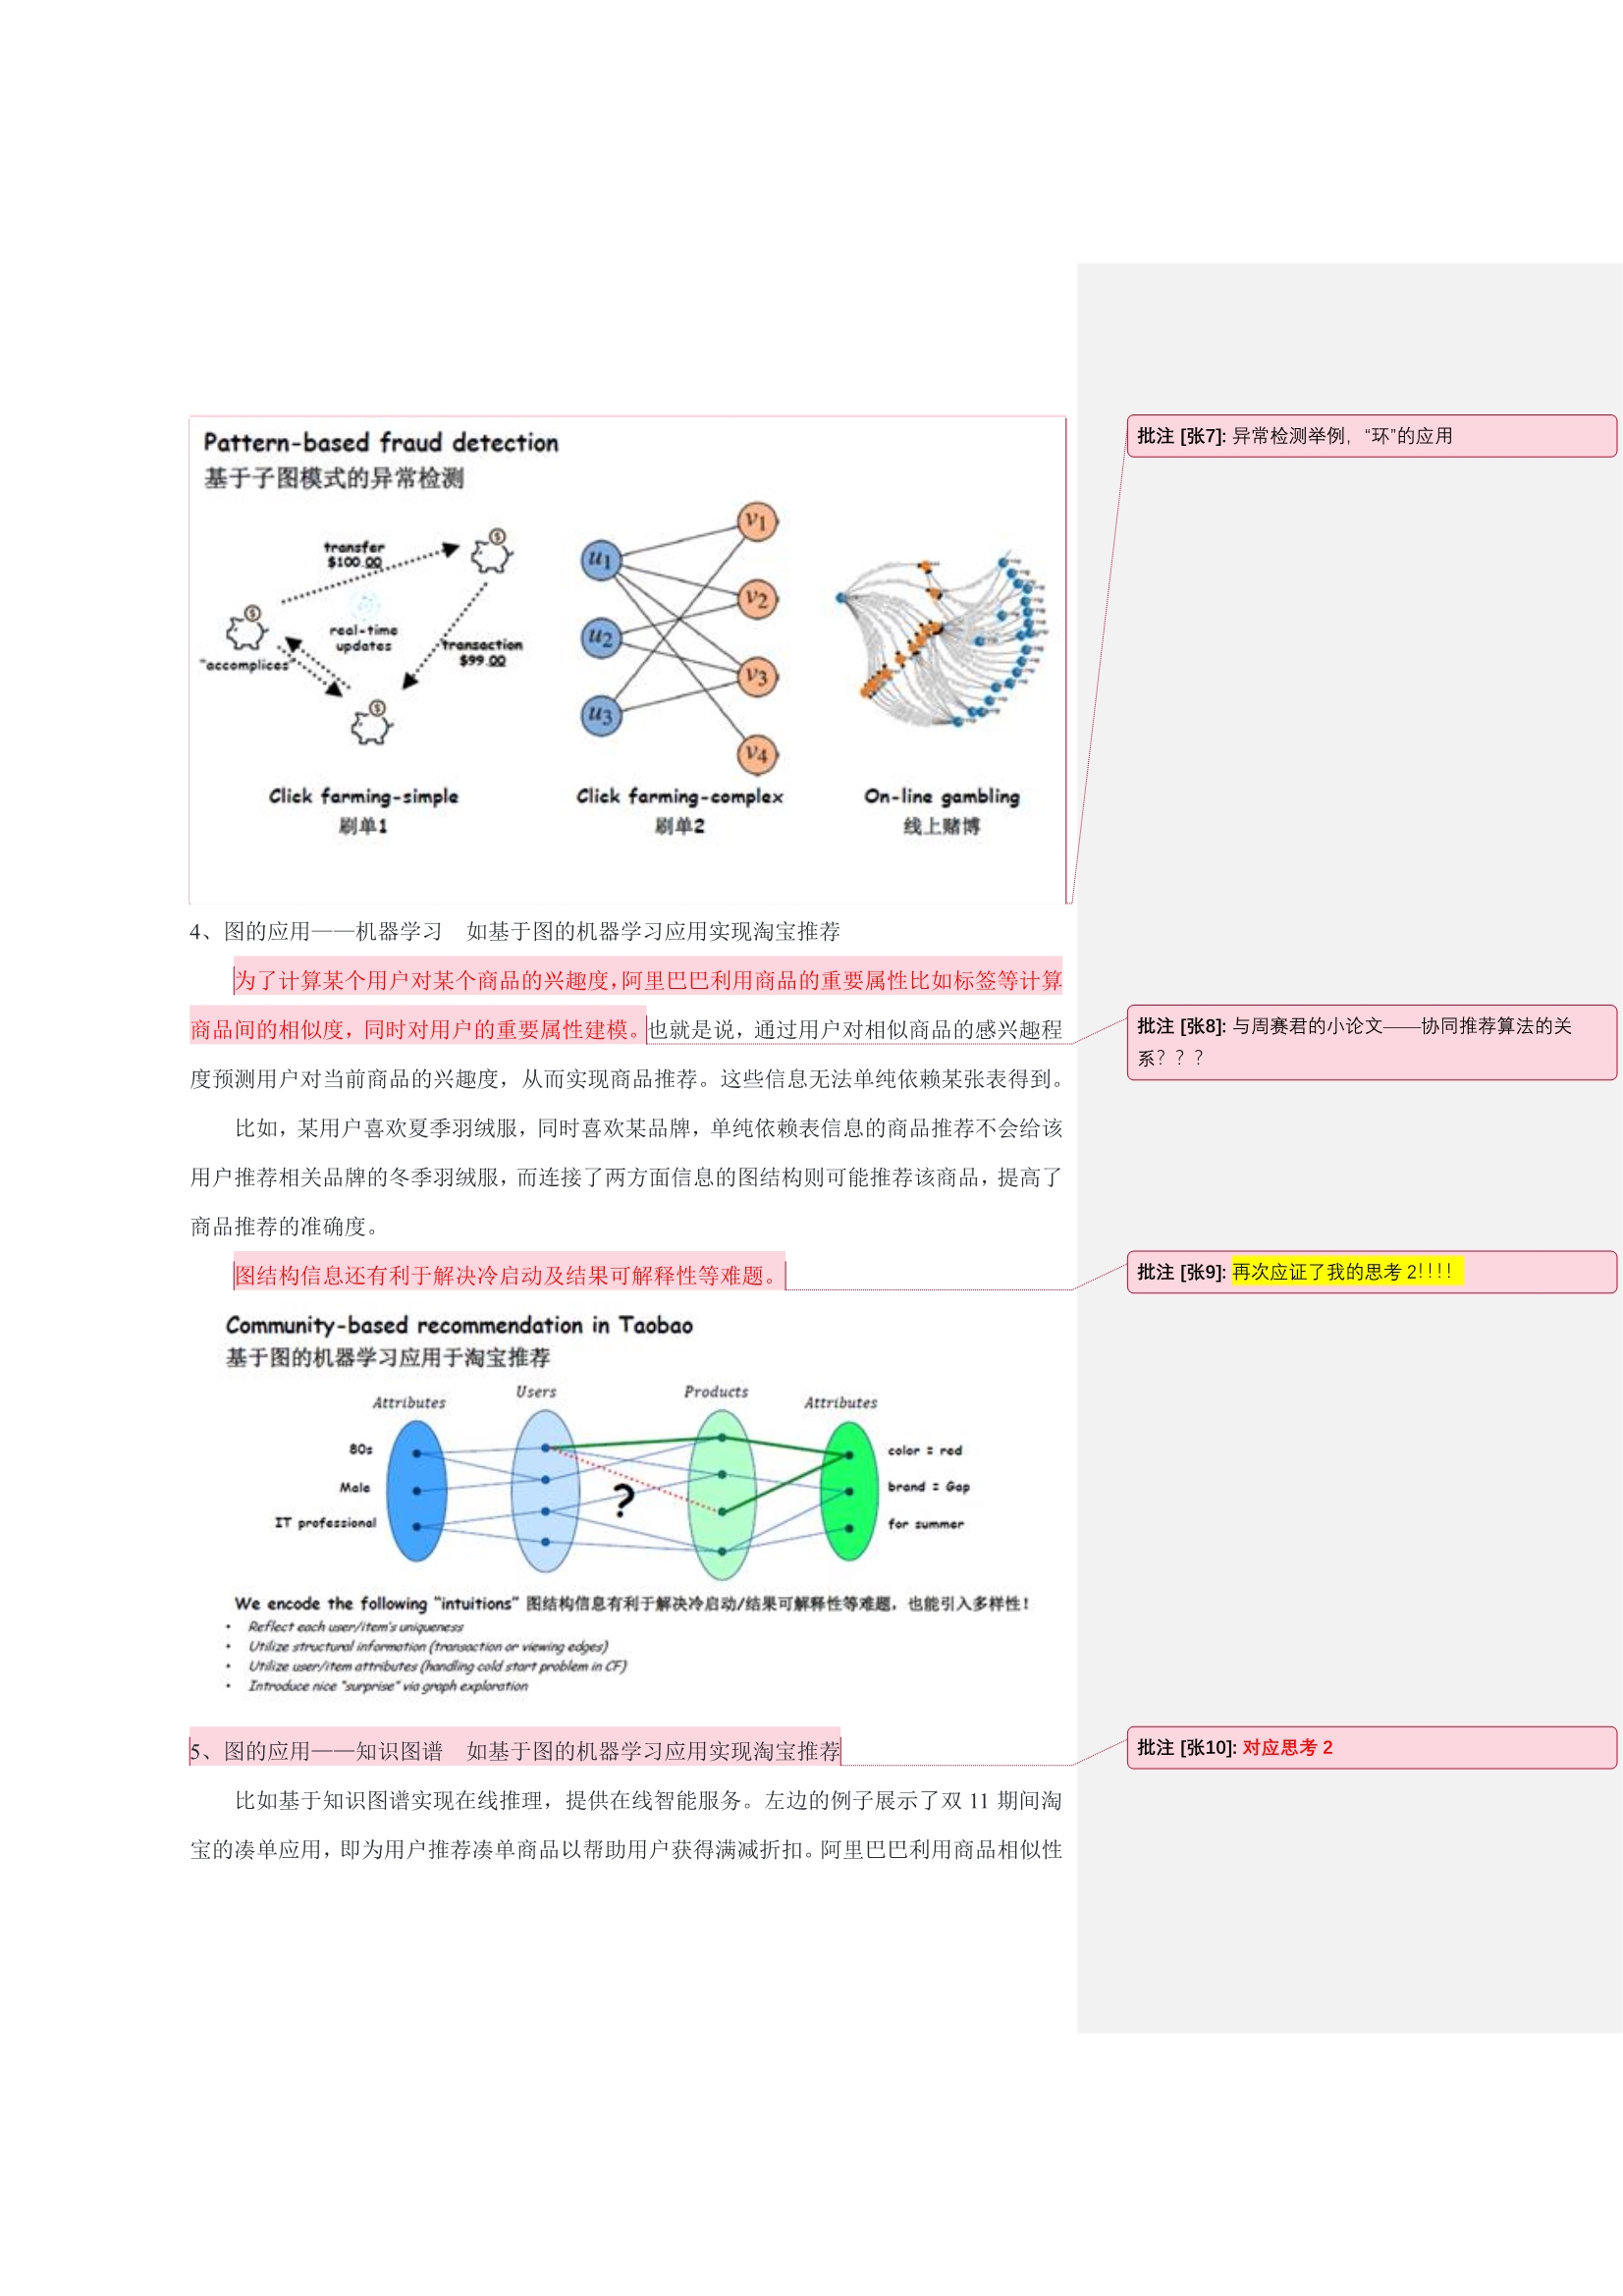 Pattern-based fraud detection
基于子图模式的异常检测
transfer
$100.00
real-time
updates
"accomplices"
transaction
$99.00
u1
u2
u3
v1
v2
v3
v4
Click farming-simple
刷单1
Click farming-complex
刷单2
On-line gambling
线上赌博
批注 [张7]: 异常检测举例，“环”的应用
4、图的应用——机器学习　如基于图的机器学习应用实现淘宝推荐
为了计算某个用户对某个商品的兴趣度，阿里巴巴利用商品的重要属性比如标签等计算
商品间的相似度，同时对用户的重要属性建模。也就是说，通过用户对相似商品的感兴趣程
度预测用户对当前商品的兴趣度，从而实现商品推荐。这些信息无法单纯依赖某张表得到。
批注 [张8]: 与周赛君的小论文——协同推荐算法的关
系？？？
比如，某用户喜欢夏季羽绒服，同时喜欢某品牌，单纯依赖表信息的商品推荐不会给该
用户推荐相关品牌的冬季羽绒服，而连接了两方面信息的图结构则可能推荐该商品，提高了
商品推荐的准确度。
图结构信息还有利于解决冷启动及结果可解释性等难题。
批注 [张9]: 再次应证了我的思考 2！！！！
Community-based recommendation in Taobao
基于图的机器学习应用于淘宝推荐
Attributes
Users
Products
Attributes
80s
Male
IT professional
?
color = red
brand = Gap
for summer
We encode the following "intuitions" 图结构信息有利于解决冷启动/结果可解释性等难题，也能引入多样性！
• Reflect each user/item's uniqueness
• Utilize structural information (transaction or viewing edges)
• Utilize user/item attributes (handling cold start problem in CF)
• Introduce nice "surprise" via graph exploration
5、图的应用——知识图谱　如基于图的机器学习应用实现淘宝推荐
批注 [张10]: 对应思考 2
比如基于知识图谱实现在线推理，提供在线智能服务。左边的例子展示了双 11 期间淘
宝的凑单应用，即为用户推荐凑单商品以帮助用户获得满减折扣。阿里巴巴利用商品相似性